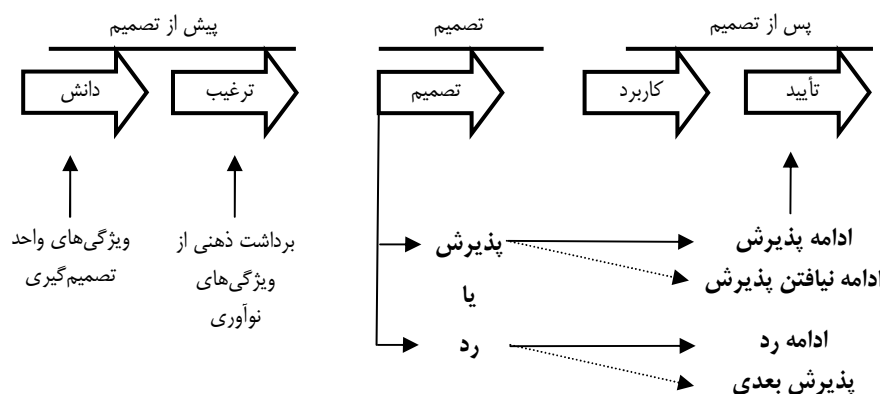 پیش از تصمیم
تصمیم
پس از تصمیم
دانش
ترغیب
تصمیم
کاربرد
تأیید
ویژگی‌های واحد
تصمیم‌گیری
برداشت ذهنی از
ویژگی‌های
نوآوری
پذیرش
یا
رد
ادامه پذیرش
ادامه نیافتن پذیرش
ادامه رد
پذیرش بعدی